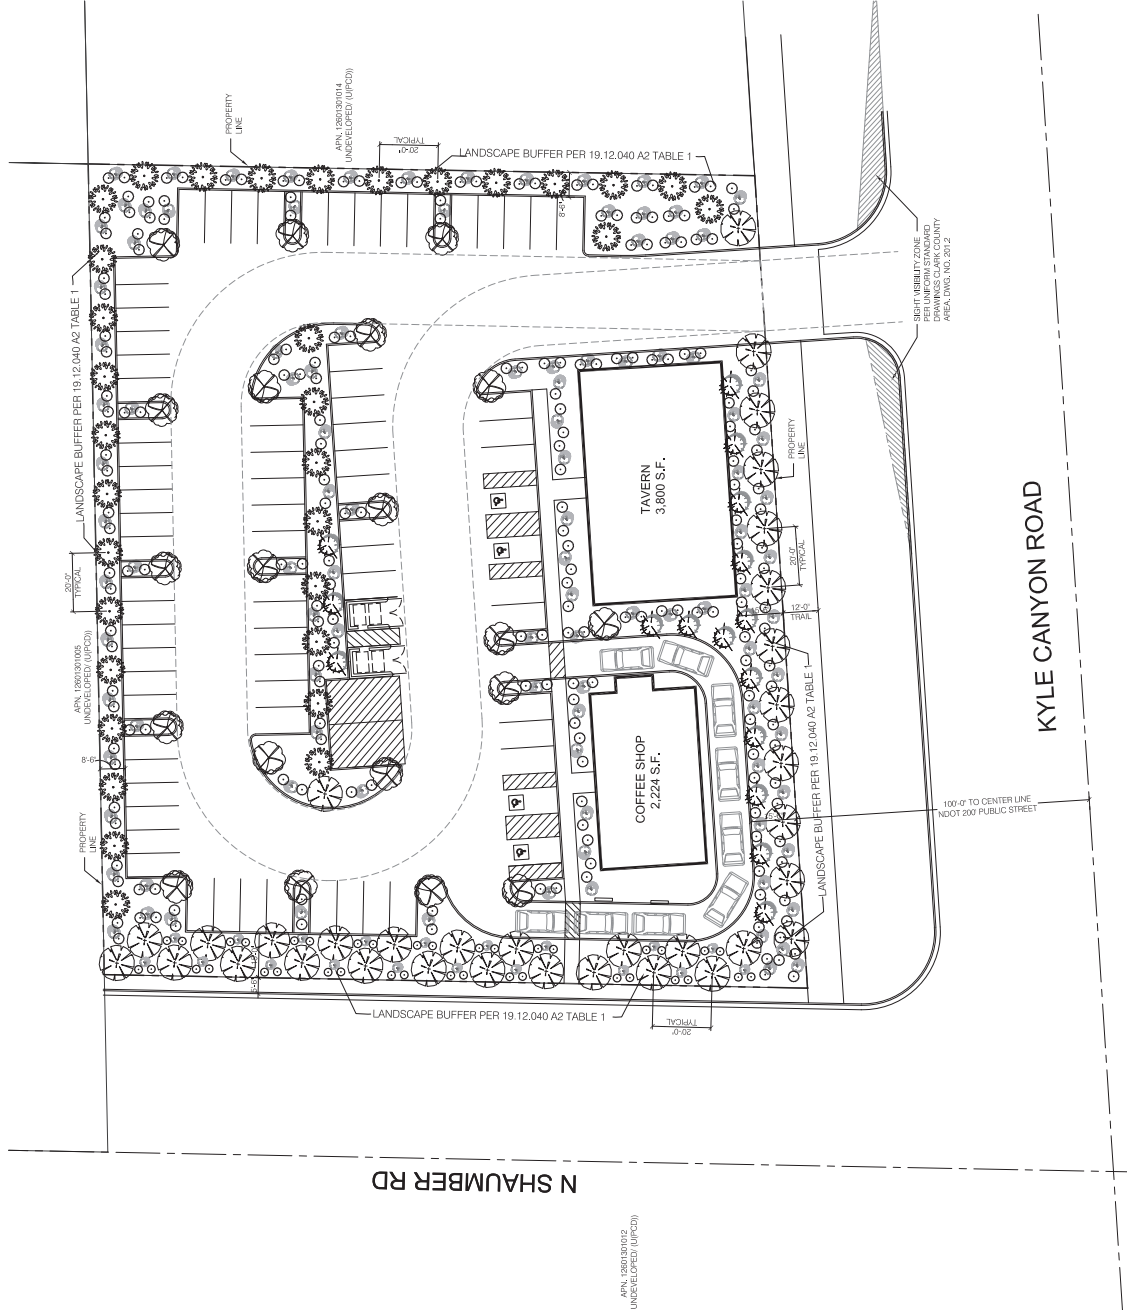 PROPERTY
LINE
APN. 12601301014
UNDEVELOPED/ (U(PCD))
20'-0"
TYPICAL
LANDSCAPE BUFFER PER 19.12.040 A2 TABLE 1
8'-6"
SIGHT VISIBILITY ZONE
PER UNIFORM STANDARD
DRAWINGS CLARK COUNTY
AREA. DWG. NO. 201.2
LANDSCAPE BUFFER PER 19.12.040 A2 TABLE 1
20'-0"
TYPICAL
APN. 12601301005
UNDEVELOPED/ (U(PCD))
8'-6"
PROPERTY
LINE
TAVERN
3,800 S.F.
PROPERTY
LINE
20'-0"
TYPICAL
12'-0"
TRAIL
COFFEE SHOP
2,224 S.F.
LANDSCAPE BUFFER PER 19.12.040 A2 TABLE 1
KYLE CANYON ROAD
100'-0" TO CENTER LINE
NDOT 200' PUBLIC STREET
LANDSCAPE BUFFER PER 19.12.040 A2 TABLE 1
20'-0"
TYPICAL
N SHAUMBER RD
APN. 12601301012
UNDEVELOPED/ (U(PCD))